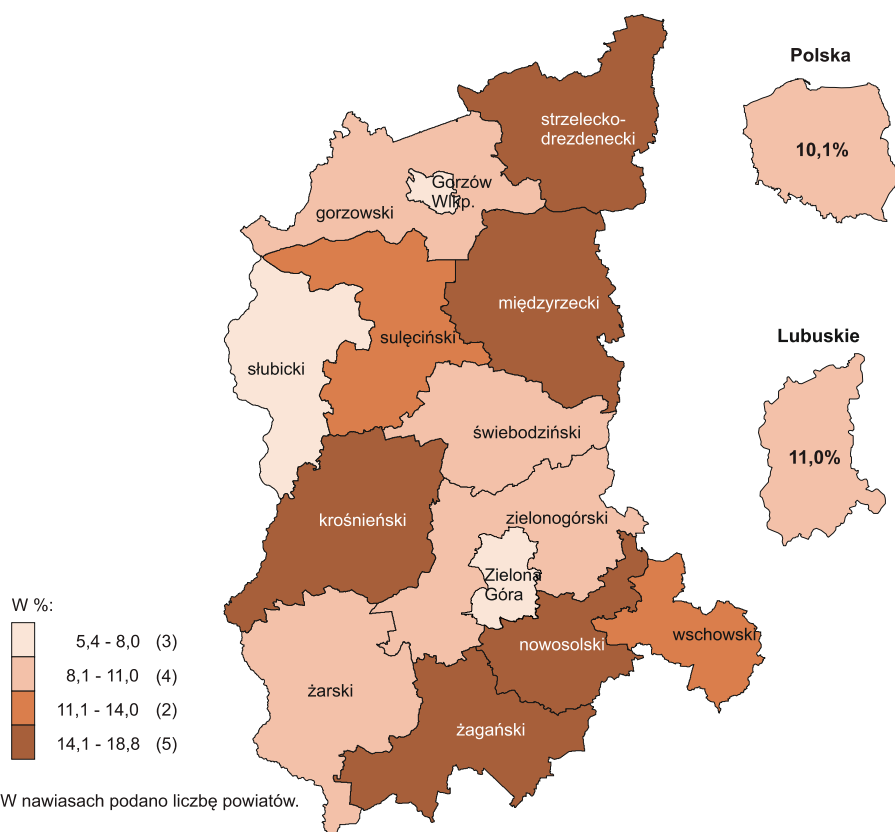 Polska
10,1%
strzelecko-
drezdenecki
Gorzów
Wlkp.
gorzowski
międzyrzecki
sulęciński
słubicki
Lubuskie
11,0%
świebodziński
krośnieński
zielonogórski
Zielona
Góra
wschowski
nowosolski
żarski
żagański
W %:
5,4 - 8,0 (3)
8,1 - 11,0 (4)
11,1 - 14,0 (2)
14,1 - 18,8 (5)
W nawiasach podano liczbę powiatów.